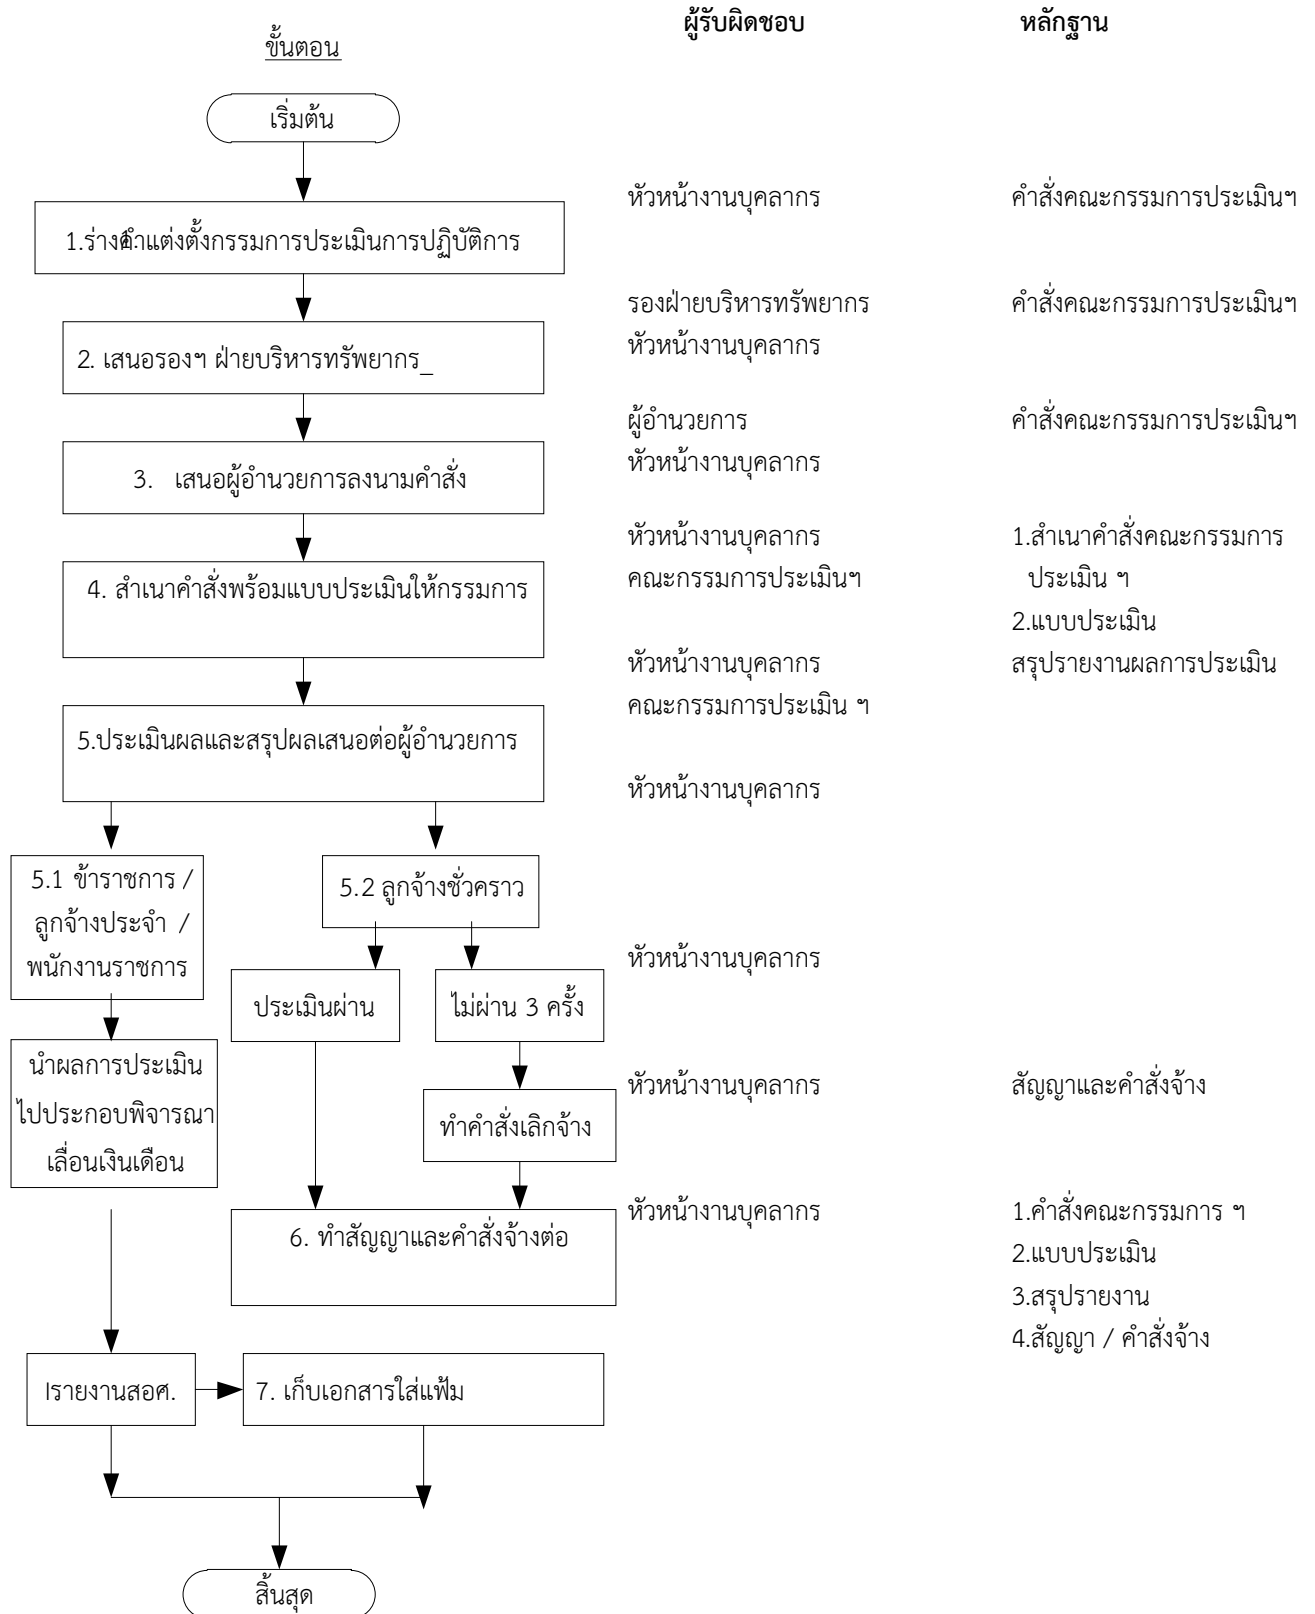 ผู้รับผิดชอบ หลักฐาน
ขั้นตอน
เริ่มต้น
หัวหน้างานบุคลากร คำสั่งคณะกรรมการประเมินฯ
1.ร่างคำแต่งตั้งกรรมการประเมินการปฏิบัติการ
รองฝ่ายบริหารทรัพยากร คำสั่งคณะกรรมการประเมินฯ
หัวหน้างานบุคลากร
2. เสนอรองฯ ฝ่ายบริหารทรัพยากร_
ผู้อำนวยการ คำสั่งคณะกรรมการประเมินฯ
หัวหน้างานบุคลากร
3. เสนอผู้อำนวยการลงนามคำสั่ง
หัวหน้างานบุคลากร 1.สำเนาคำสั่งคณะกรรมการ
คณะกรรมการประเมินฯ ประเมิน ฯ
4. สำเนาคำสั่งพร้อมแบบประเมินให้กรรมการ
2.แบบประเมิน
หัวหน้างานบุคลากร สรุปรายงานผลการประเมิน
คณะกรรมการประเมิน ฯ
5.ประเมินผลและสรุปผลเสนอต่อผู้อำนวยการ
หัวหน้างานบุคลากร
5.1 ข้าราชการ /
ลูกจ้างประจำ /
พนักงานราชการ
5.2 ลูกจ้างชั่วคราว
หัวหน้างานบุคลากร
ประเมินผ่าน
ไม่ผ่าน 3 ครั้ง
นำผลการประเมิน
ไปประกอบพิจารณา
เลื่อนเงินเดือน
หัวหน้างานบุคลากร สัญญาและคำสั่งจ้าง
ทำคำสั่งเลิกจ้าง
หัวหน้างานบุคลากร 1.คำสั่งคณะกรรมการ ฯ
6. ทำสัญญาและคำสั่งจ้างต่อ
2.แบบประเมิน
3.สรุปรายงาน
4.สัญญา / คำสั่งจ้าง
lรายงานสอศ.
7. เก็บเอกสารใส่แฟ้ม
สิ้นสุด